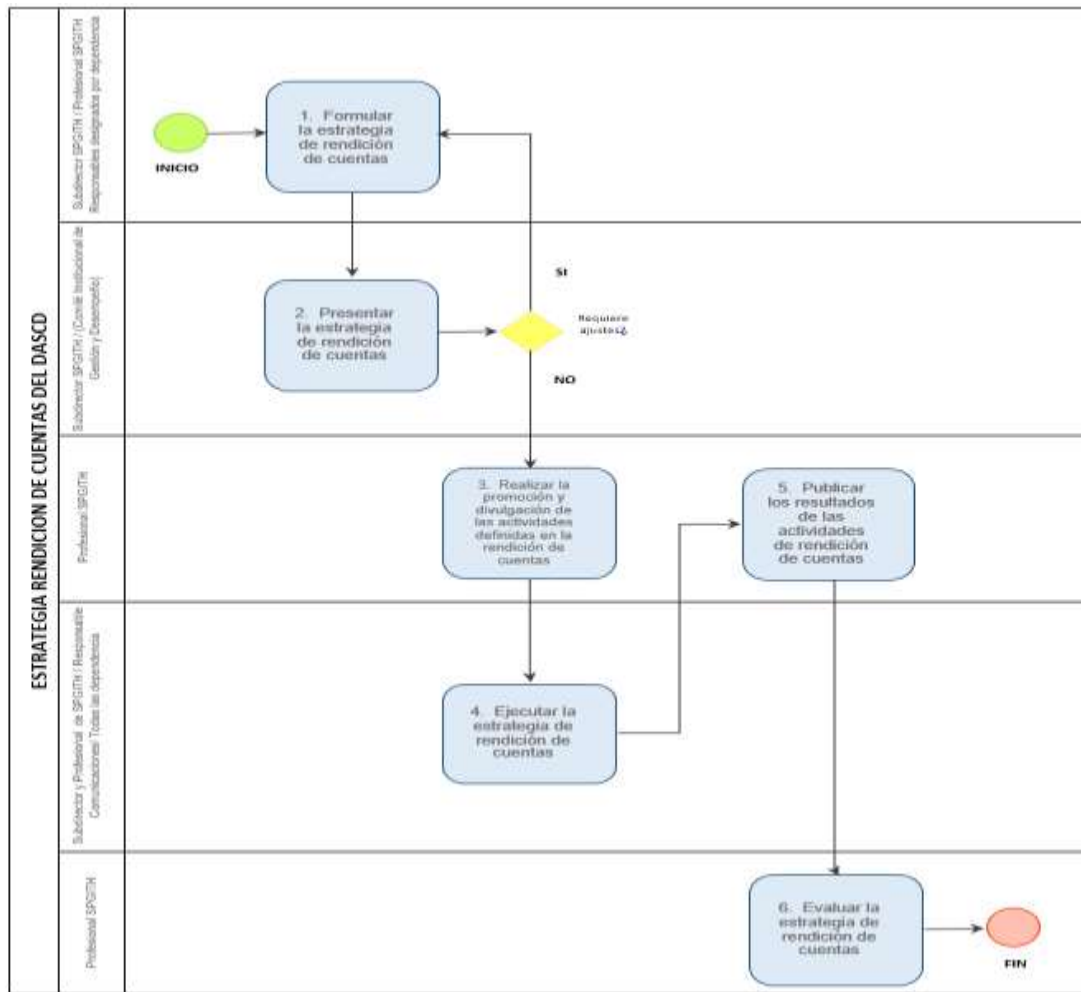 ESTRATEGIA RENDICION DE CUENTAS DEL DASCD
Subdirector SPGITH / Profesional SPGITH
Responsables designados por dependencia
INICIO
1. Formular
la estrategia
de rendición
de cuentas
Subdirector SPGITH / (Comité Institucional de
Gestión y Desempeño)
2. Presentar
la estrategia
de rendición
de cuentas
SI
Requiere
ajustes¿
NO
Profesional SPGITH
3. Realizar la
promoción y
divulgación de
las actividades
definidas en la
rendición de
cuentas
5. Publicar
los resultados
de las
actividades
de rendición
de cuentas
Subdirector y Profesional de SPGITH / Responsable
Comunicaciones/ Todas las dependencia
4. Ejecutar la
estrategia de
rendición de
cuentas
Profesional SPGITH
6. Evaluar la
estrategia de
rendición de
cuentas
FIN